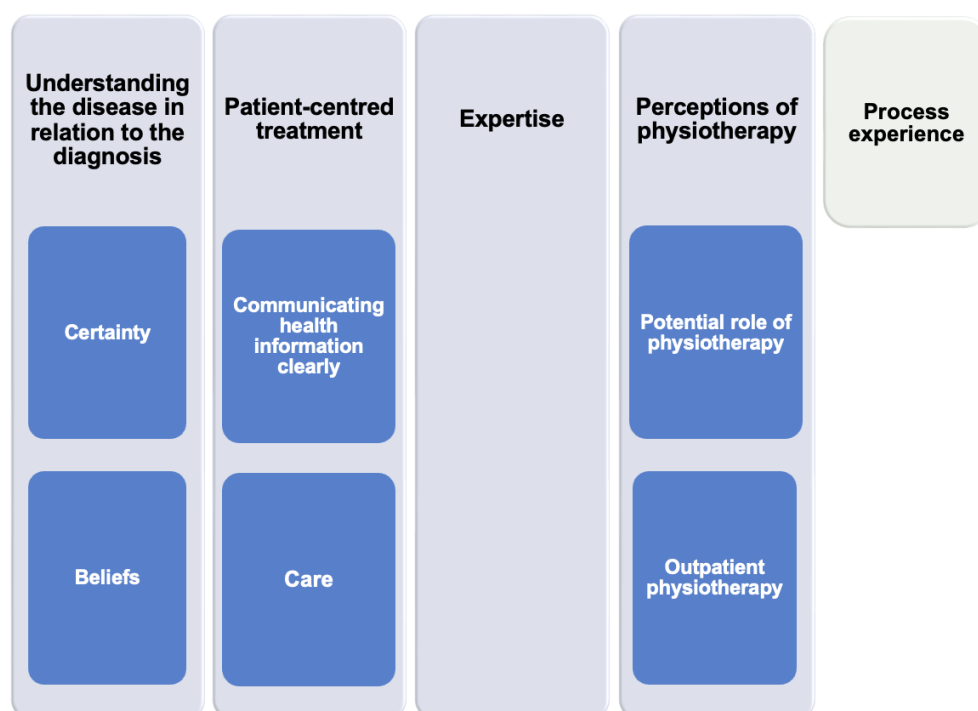 Understanding
the disease in
relation to the
diagnosis
Patient-centred
treatment
Expertise
Perceptions of
physiotherapy
Process
experience
Certainty
Communicating
health
information
clearly
Potential role of
physiotherapy
Beliefs
Care
Outpatient
physiotherapy